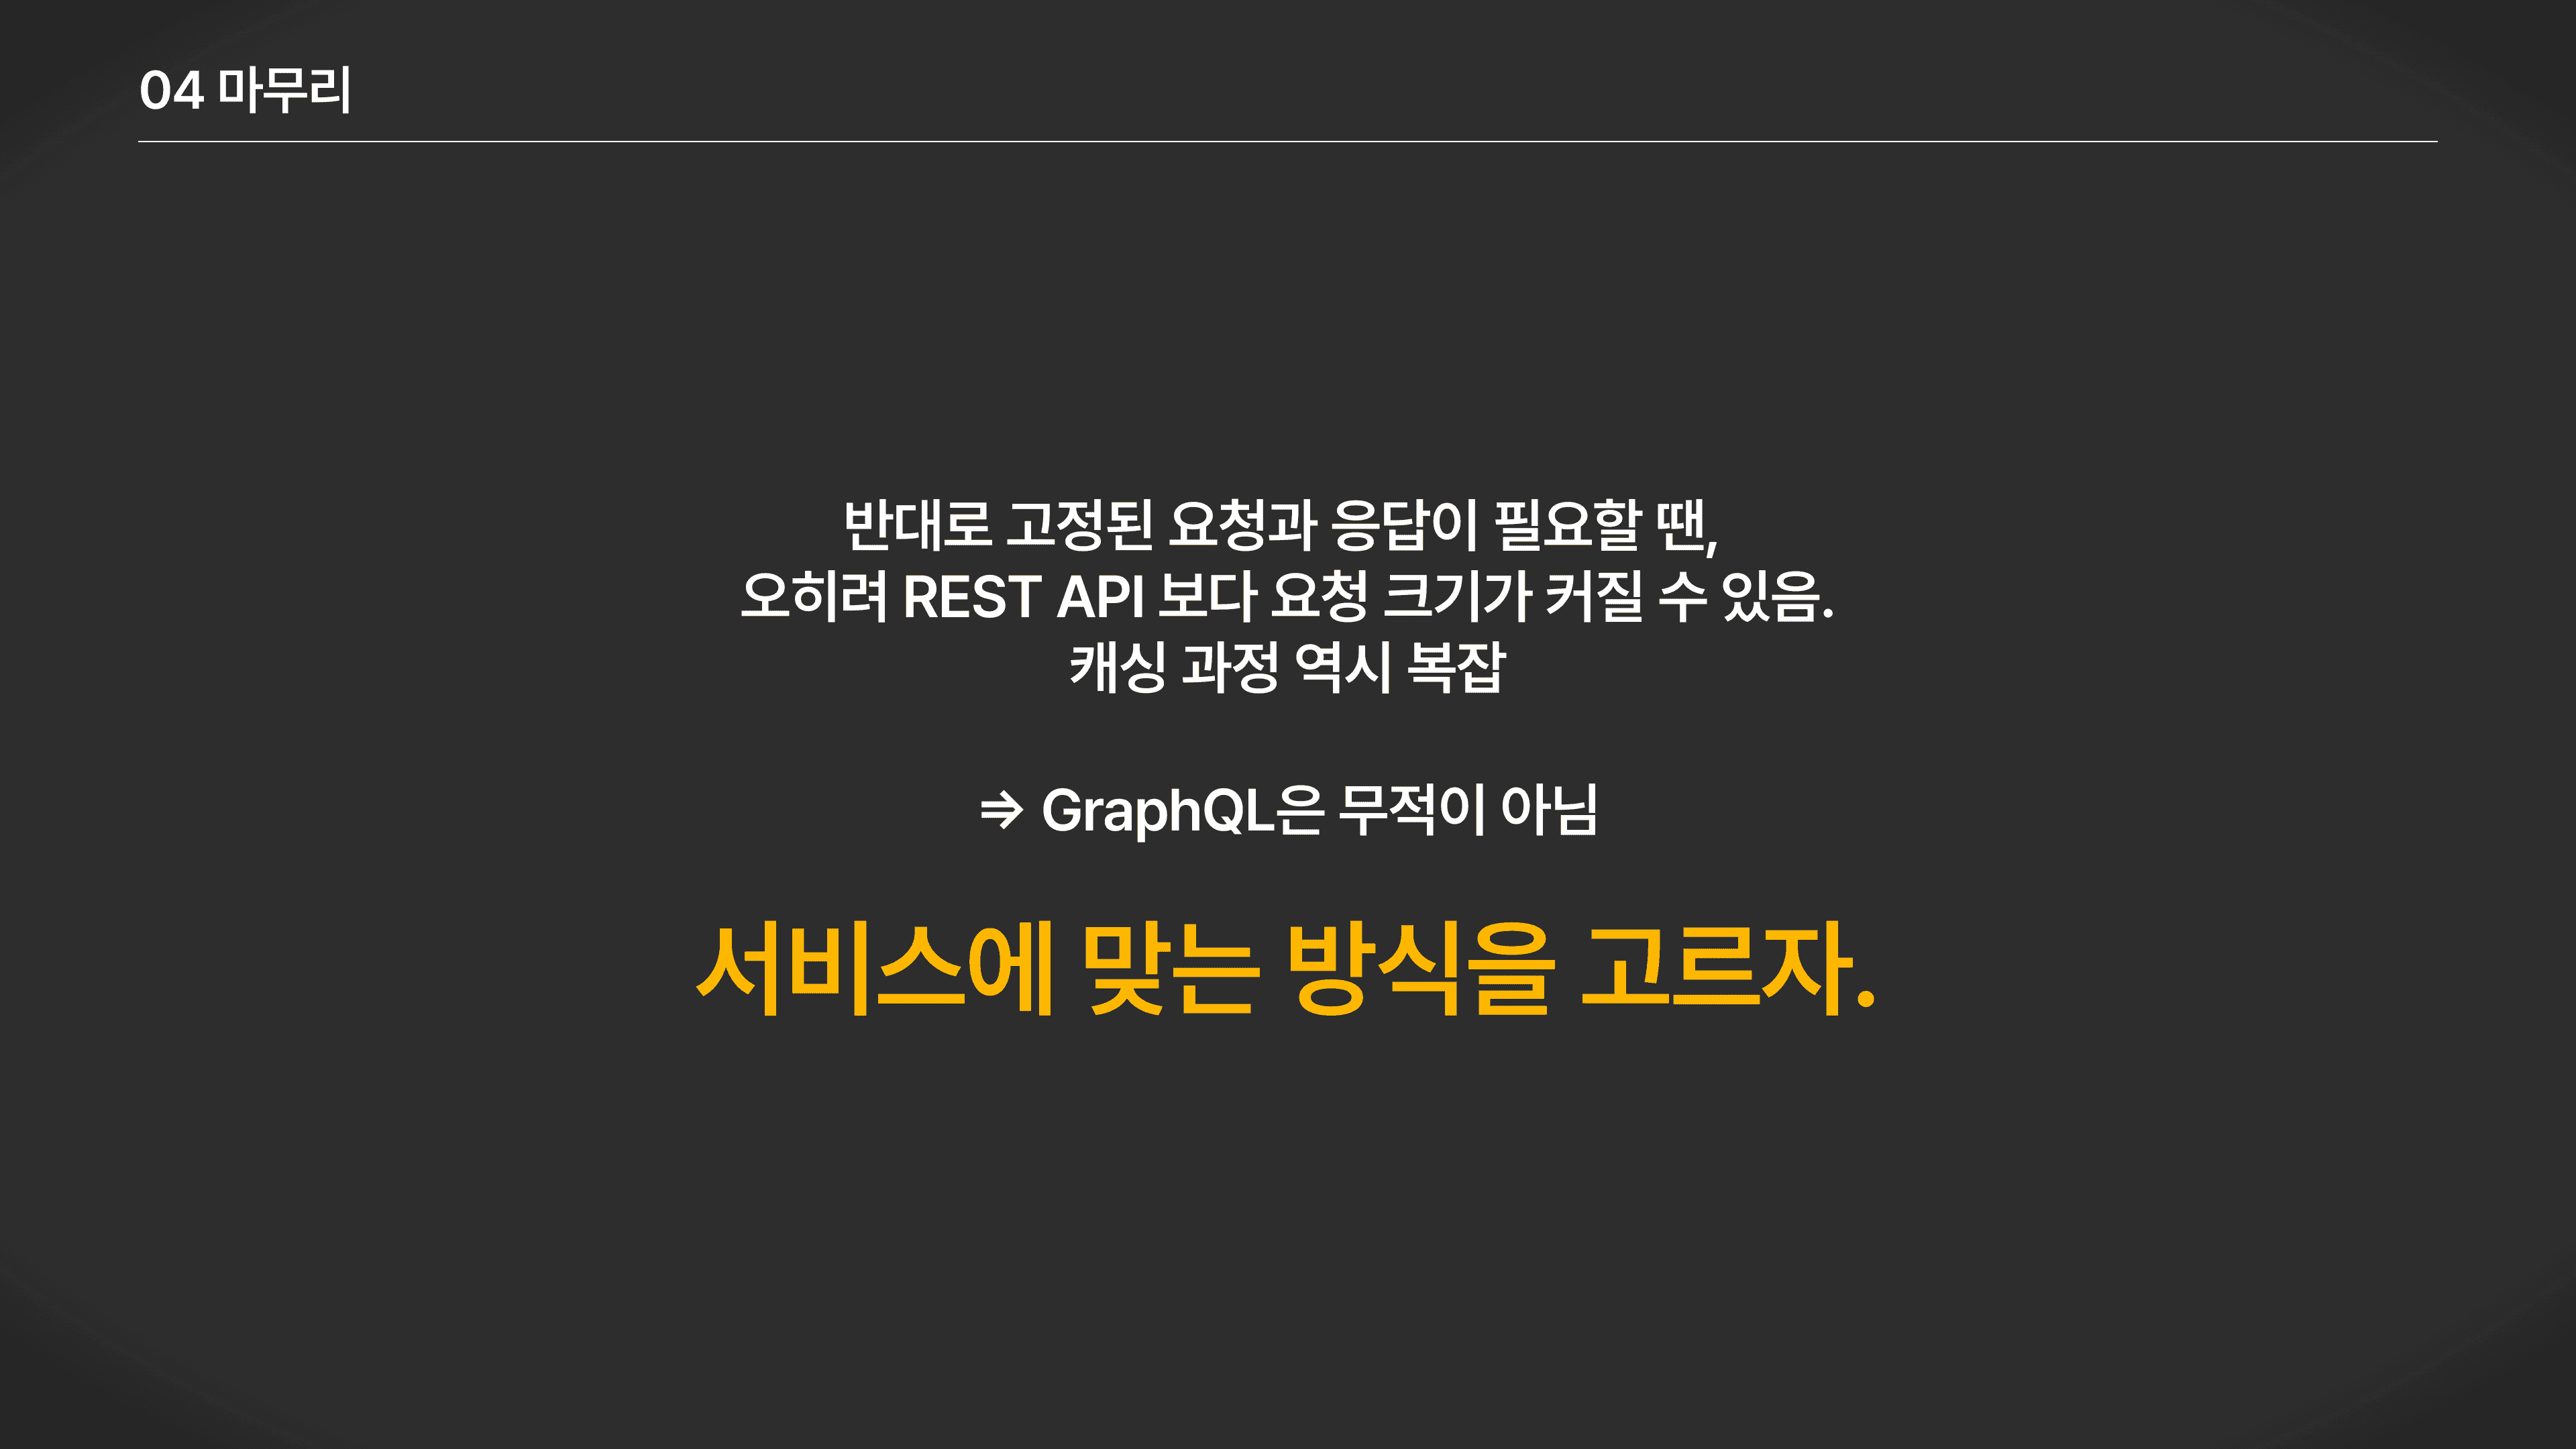 04 마무리
반대로 고정된 요청과 응답이 필요할 땐,
오히려 REST API 보다 요청 크기가 커질 수 있음.
캐싱 과정 역시 복잡
⇒ GraphQL은 무적이 아님
서비스에 맞는 방식을 고르자.